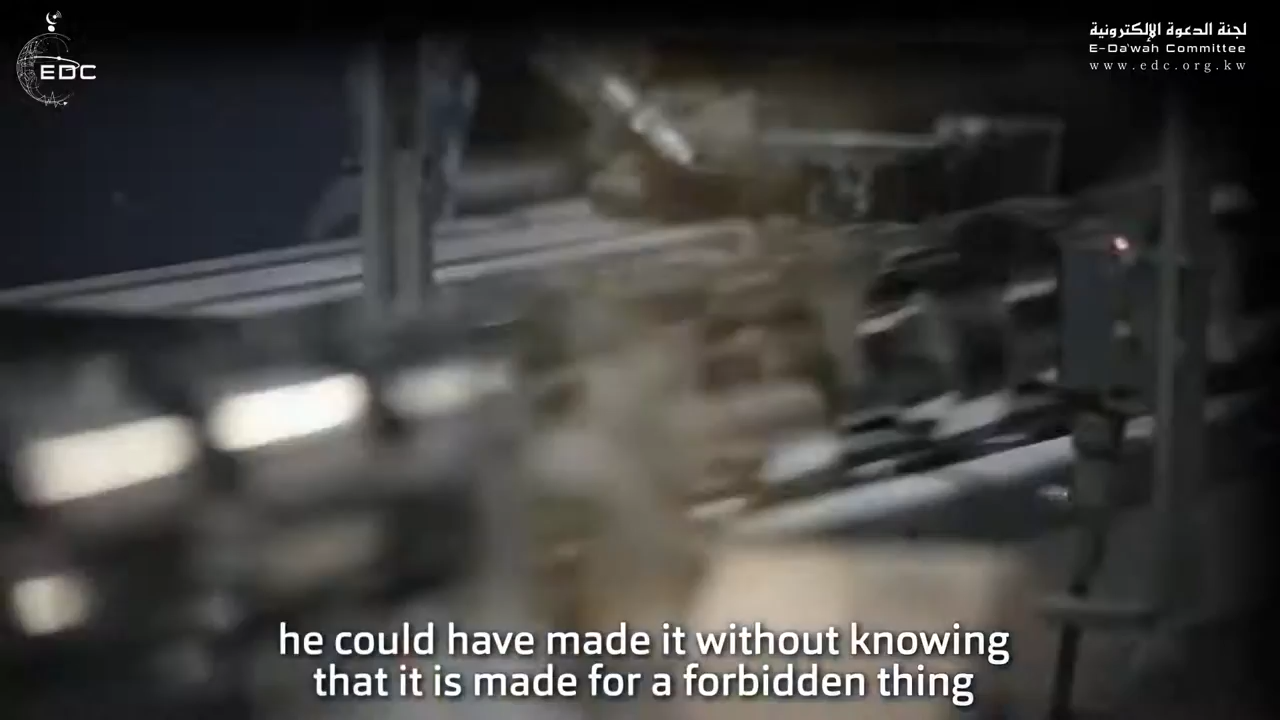 EDC
لجنة الدعوة الإلكترونية
E-Da'wah Committee
www.edc.org.kw
he could have made it without knowing
that it is made for a forbidden thing